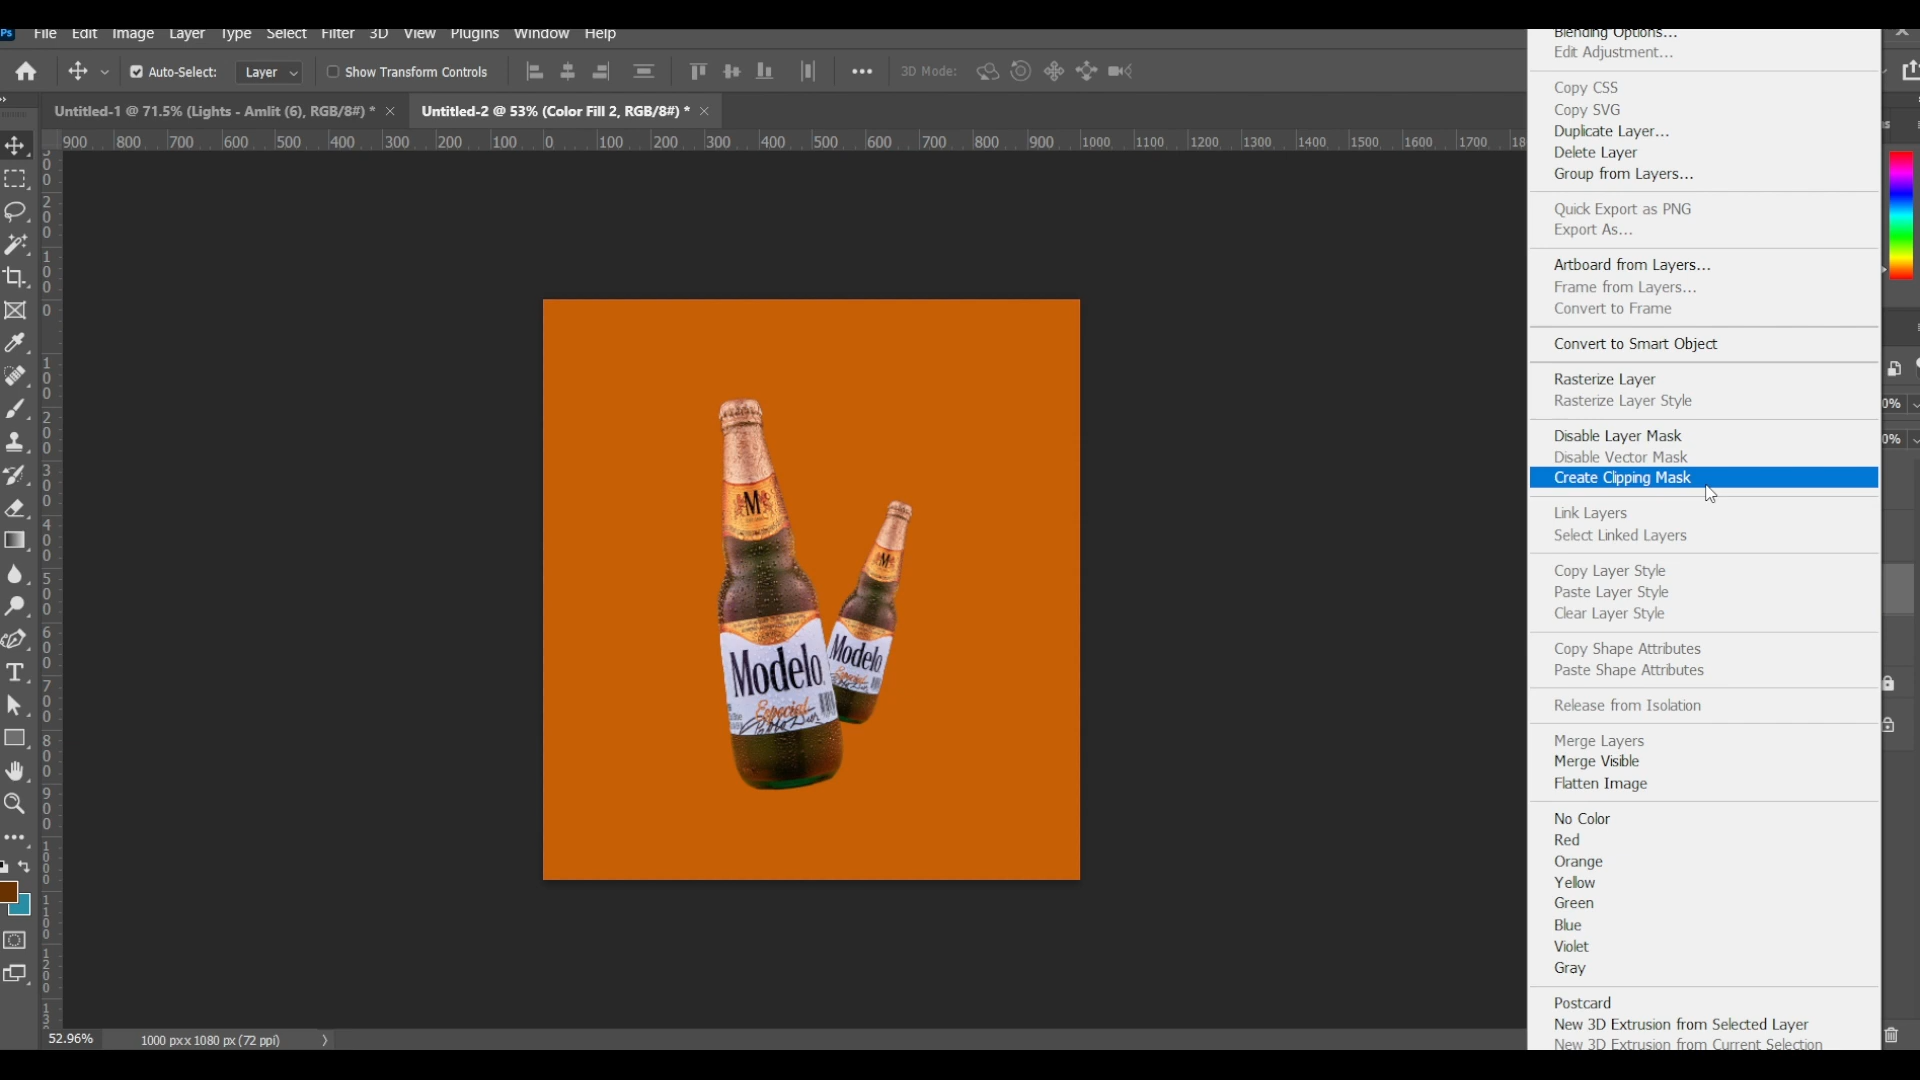 Ps File Edit Image Layer Type Select Filter 3D View Plugins Window Help
Auto-Select: Layer Show Transform Controls 3D Mode:
Untitled-1 @ 71.5% (Lights - Amlit (6), RGB/8#) * Untitled-2 @ 53% (Color Fill 2, RGB/8#) *
900 800 700 600 500 400 300 200 100 0 100 200 300 400 500 600 700 800 900 1000 1100 1200 1300 1400 1500 1600 1700 18
Blending Options...
Edit Adjustment...
Copy CSS
Copy SVG
Duplicate Layer...
Delete Layer
Group from Layers...
Quick Export as PNG
Export As...
Artboard from Layers...
Frame from Layers...
Convert to Frame
Convert to Smart Object
Rasterize Layer
Rasterize Layer Style
Disable Layer Mask
Disable Vector Mask
Create Clipping Mask
Link Layers
Select Linked Layers
Copy Layer Style
Paste Layer Style
Clear Layer Style
Copy Shape Attributes
Paste Shape Attributes
Release from Isolation
Merge Layers
Merge Visible
Flatten Image
No Color
Red
Orange
Yellow
Green
Blue
Violet
Gray
Postcard
New 3D Extrusion from Selected Layer
New 3D Extrusion from Current Selection
0%
0%
M
M
Modelo
Especial
Modelo
Especial
52.96% 1000 px x 1080 px (72 ppi)